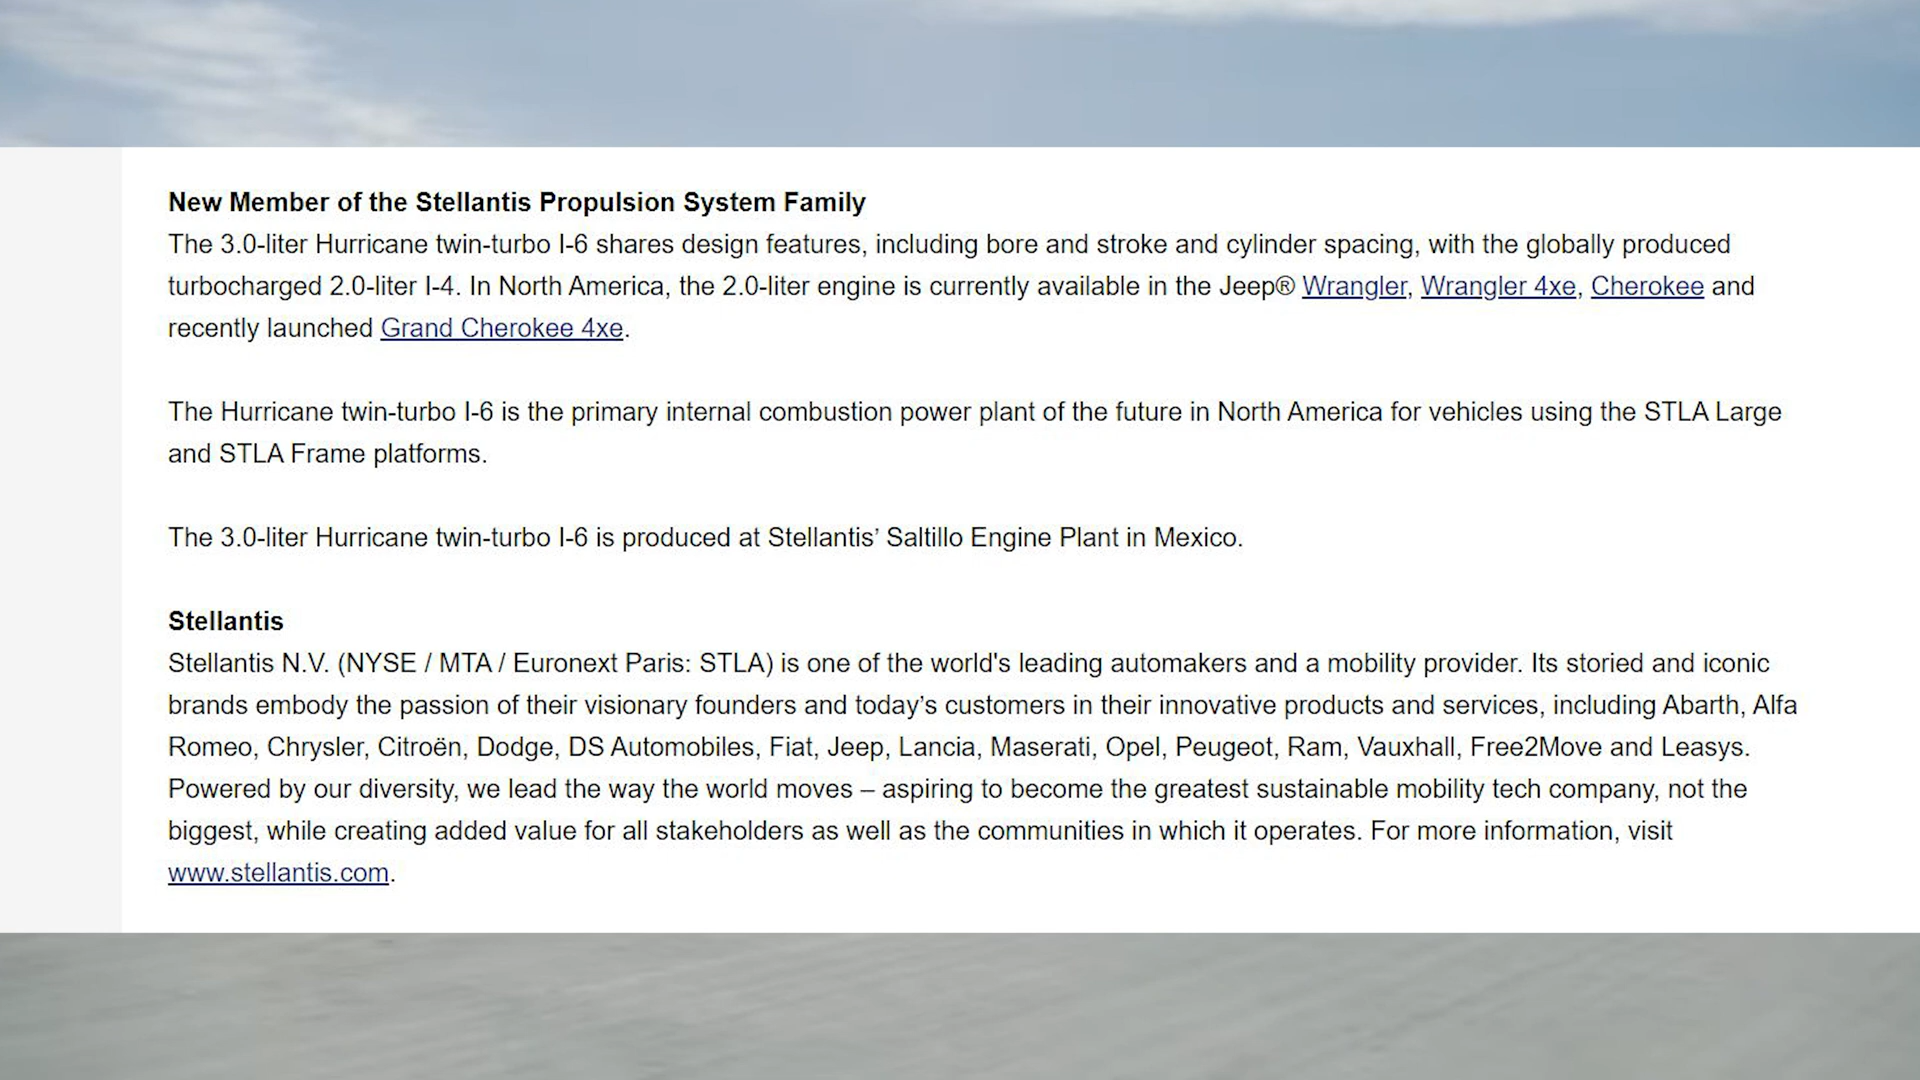 New Member of the Stellantis Propulsion System Family
The 3.0-liter Hurricane twin-turbo I-6 shares design features, including bore and stroke and cylinder spacing, with the globally produced
turbocharged 2.0-liter I-4. In North America, the 2.0-liter engine is currently available in the Jeep® Wrangler, Wrangler 4xe, Cherokee and
recently launched Grand Cherokee 4xe.
The Hurricane twin-turbo I-6 is the primary internal combustion power plant of the future in North America for vehicles using the STLA Large
and STLA Frame platforms.
The 3.0-liter Hurricane twin-turbo I-6 is produced at Stellantis’ Saltillo Engine Plant in Mexico.
Stellantis
Stellantis N.V. (NYSE / MTA / Euronext Paris: STLA) is one of the world's leading automakers and a mobility provider. Its storied and iconic
brands embody the passion of their visionary founders and today’s customers in their innovative products and services, including Abarth, Alfa
Romeo, Chrysler, Citroën, Dodge, DS Automobiles, Fiat, Jeep, Lancia, Maserati, Opel, Peugeot, Ram, Vauxhall, Free2Move and Leasys.
Powered by our diversity, we lead the way the world moves – aspiring to become the greatest sustainable mobility tech company, not the
biggest, while creating added value for all stakeholders as well as the communities in which it operates. For more information, visit
www.stellantis.com.